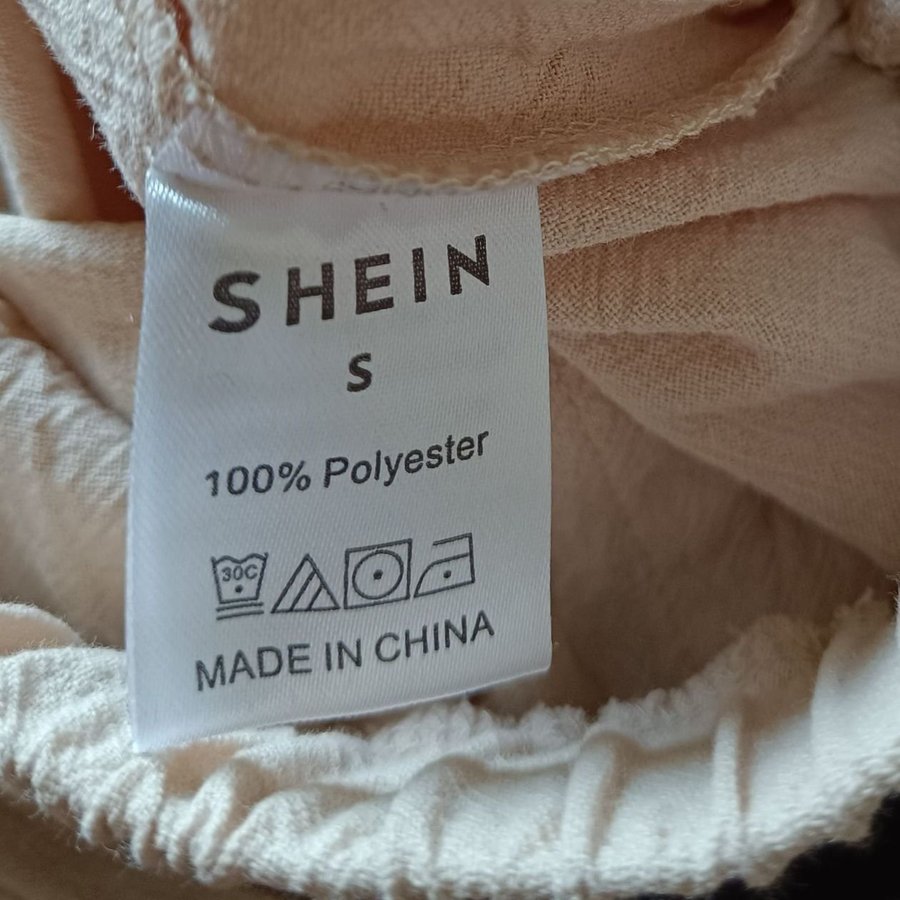 SHEIN
S
100% Polyester
30C
MADE IN CHINA